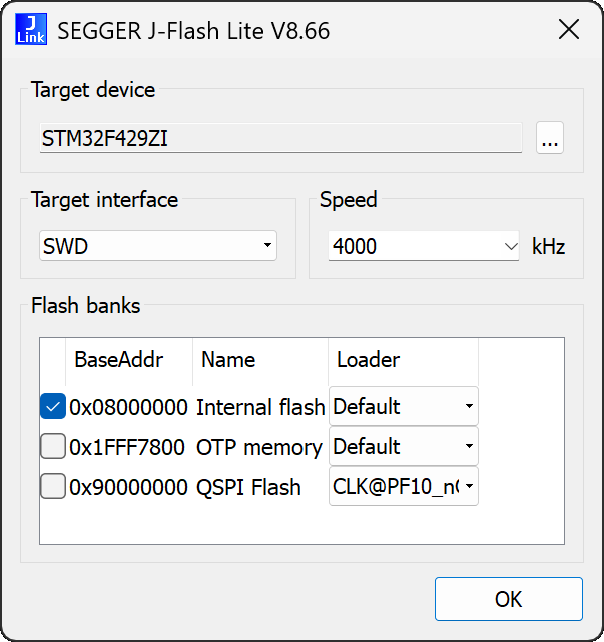 J Link SEGGER J-Flash Lite V8.66
Target device
STM32F429ZI ...
Target interface Speed
SWD 4000 kHz
Flash banks
BaseAddr Name Loader
0x08000000 Internal flash Default
0x1FFF7800 OTP memory Default
0x90000000 QSPI Flash CLK@PF10_n
OK